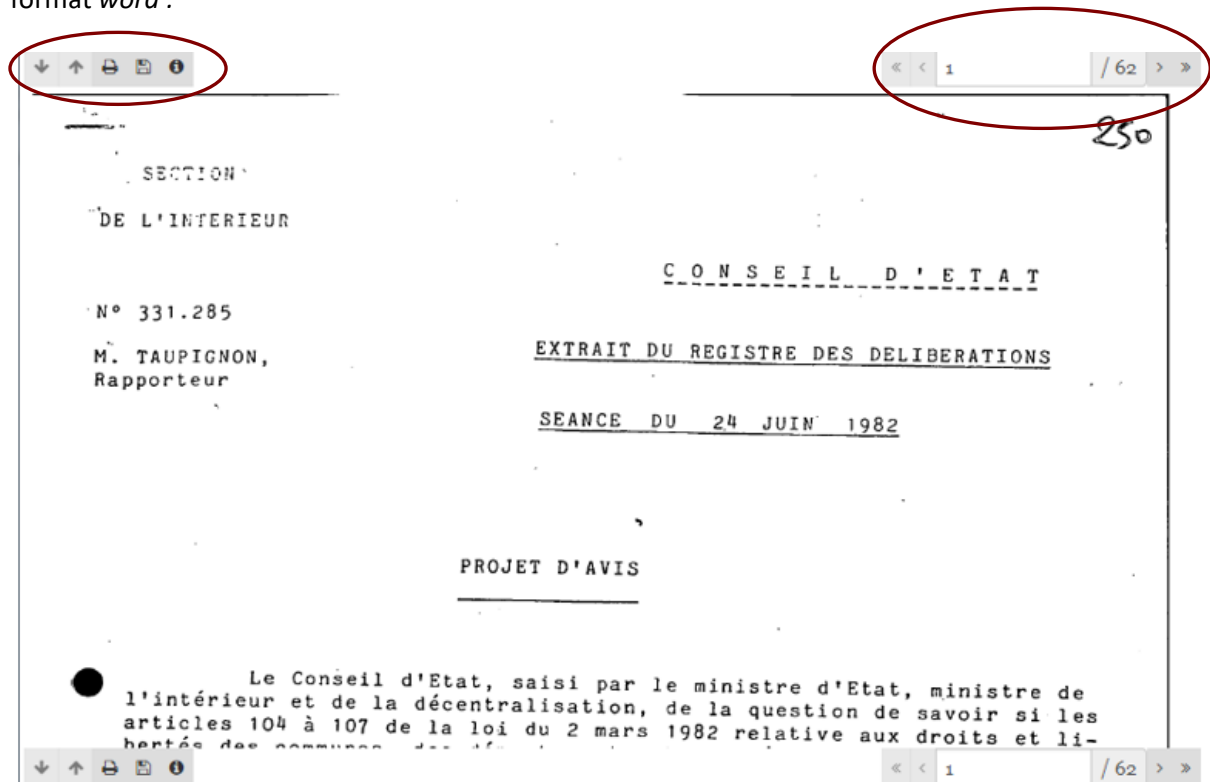 format word :
1 / 62
250
SECTION
DE L'INTERIEUR
CONSEIL D'ETAT
N° 331.285
EXTRAIT DU REGISTRE DES DELIBERATIONS
M. TAUPIGNON,
Rapporteur
SEANCE DU 24 JUIN 1982
PROJET D'AVIS
Le Conseil d'Etat, saisi par le ministre d'Etat, ministre de
l'intérieur et de la décentralisation, de la question de savoir si les
articles 104 à 107 de la loi du 2 mars 1982 relative aux droits et li-
bertés des communes
1 / 62